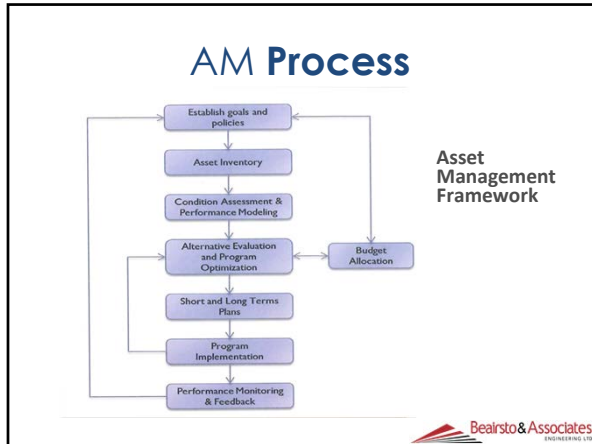 AM Process
Establish goals and
policies
Asset Inventory
Condition Assessment &
Performance Modeling
Alternative Evaluation
and Program
Optimization
Budget
Allocation
Short and Long Terms
Plans
Program
Implementation
Performance Monitoring
& Feedback
Asset
Management
Framework
Beairsto&Associates
ENGINEERING LTD